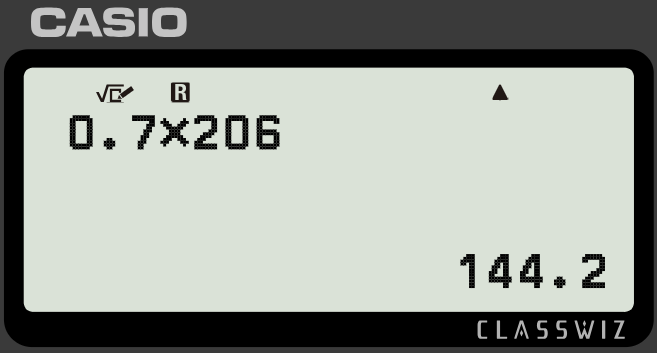 CASIO
√ R ▲
0.7×206
144.2
CLASSWIZ